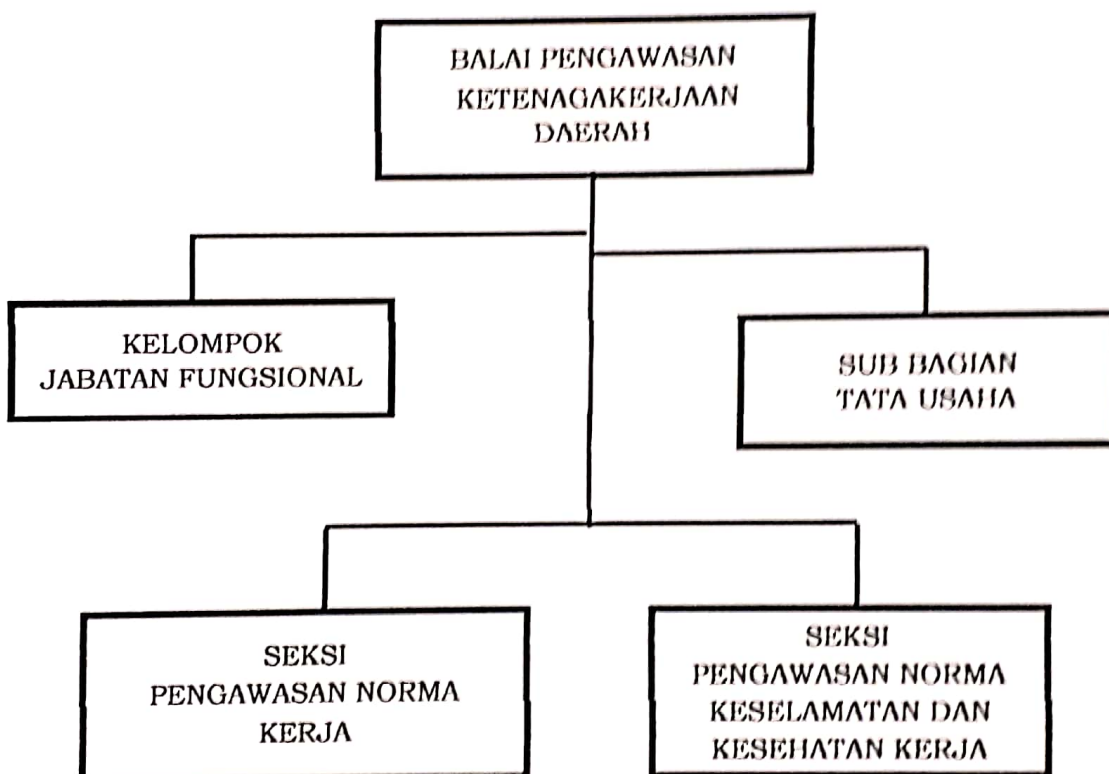 BALAI PENGAWASAN
KETENAGAKERJAAN
DAERAH
KELOMPOK
JABATAN FUNGSIONAL
SUB BAGIAN
TATA USAHA
SEKSI
PENGAWASAN NORMA
KERJA
SEKSI
PENGAWASAN NORMA
KESELAMATAN DAN
KESEHATAN KERJA